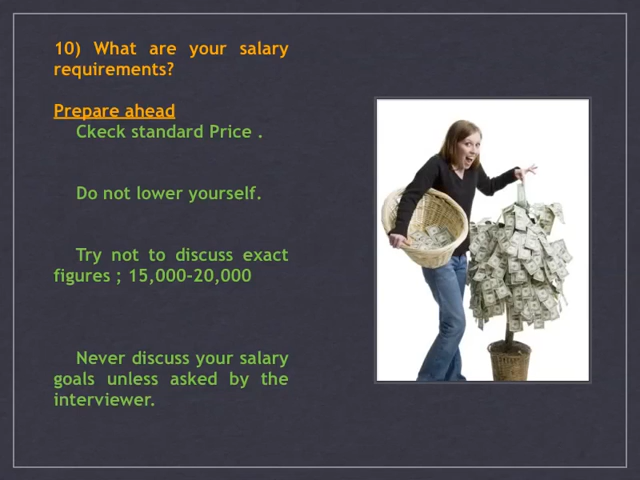 10) What are your salary
requirements?
Prepare ahead
Ckeck standard Price .
Do not lower yourself.
Try not to discuss exact
figures ; 15,000-20,000
Never discuss your salary
goals unless asked by the
interviewer.